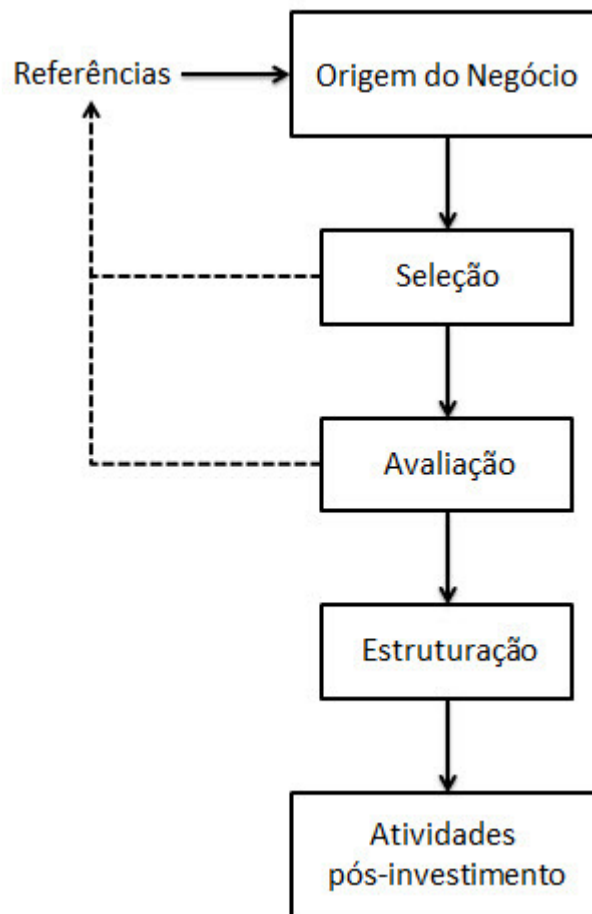 Referências
Origem do Negócio
Seleção
Avaliação
Estruturação
Atividades
pós-investimento